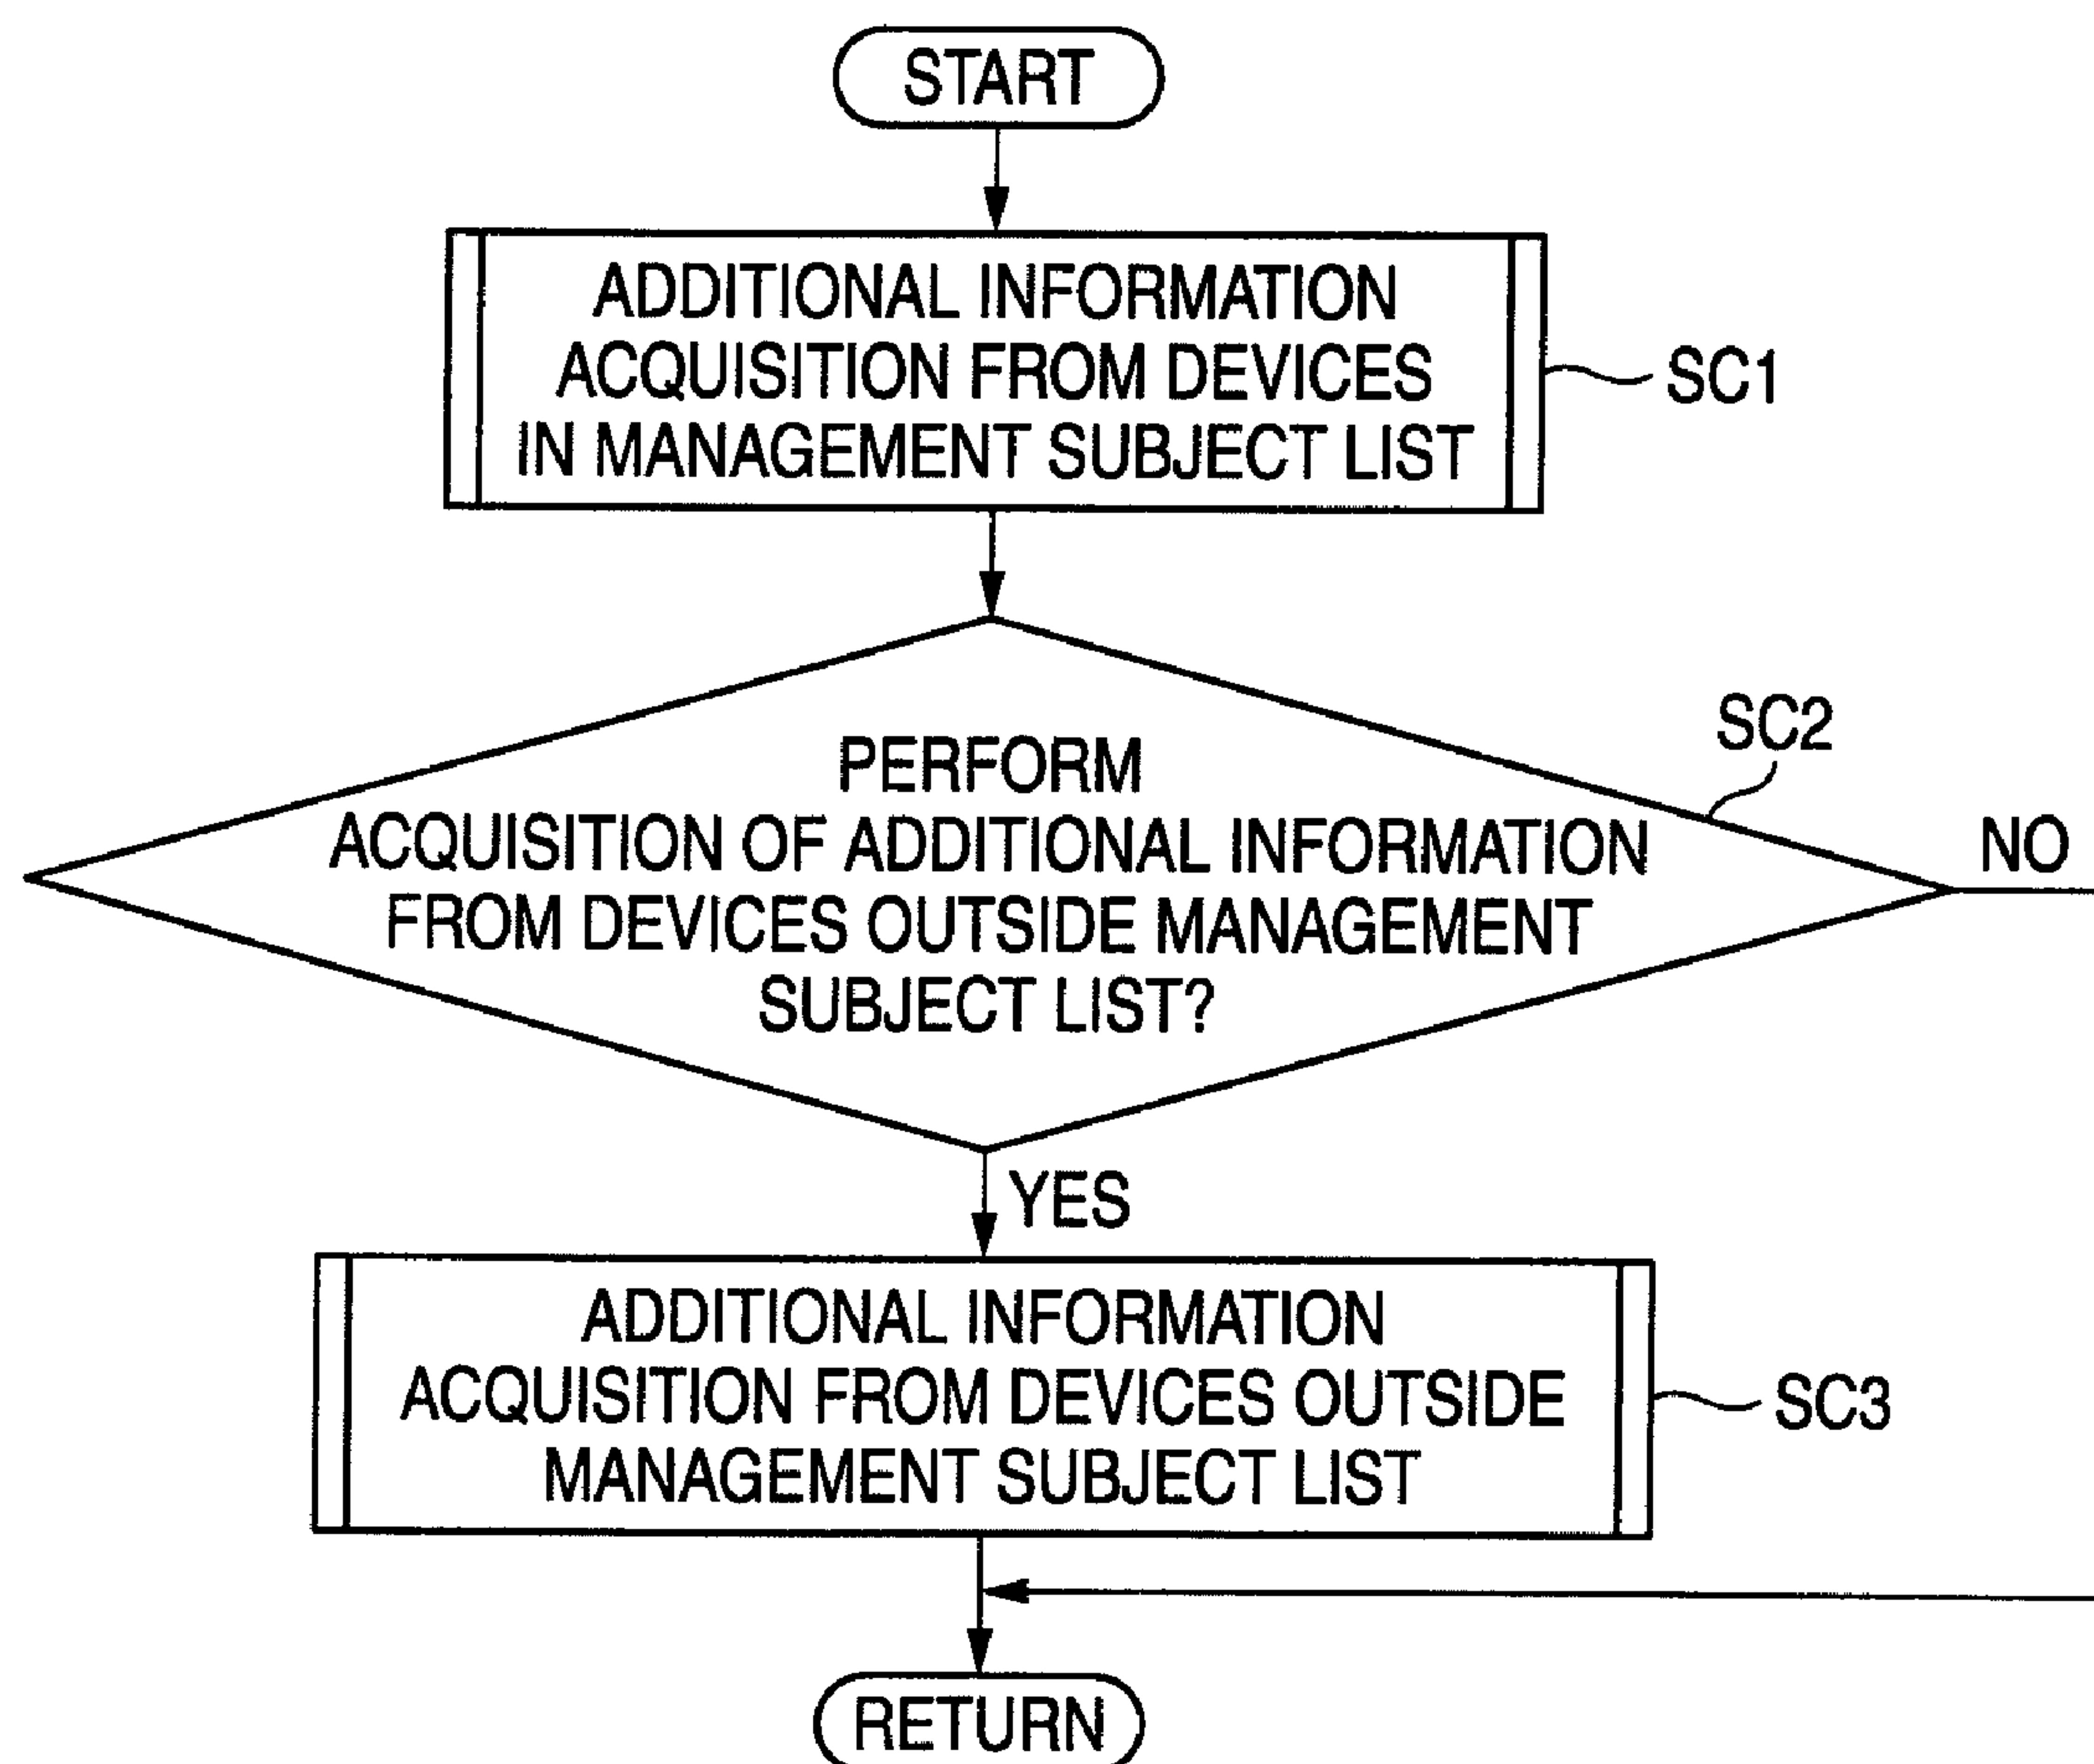 START
ADDITIONAL INFORMATION
ACQUISITION FROM DEVICES
IN MANAGEMENT SUBJECT LIST
SC1
SC2
PERFORM
ACQUISITION OF ADDITIONAL INFORMATION
FROM DEVICES OUTSIDE MANAGEMENT
SUBJECT LIST?
NO
YES
ADDITIONAL INFORMATION
ACQUISITION FROM DEVICES OUTSIDE
MANAGEMENT SUBJECT LIST
SC3
RETURN